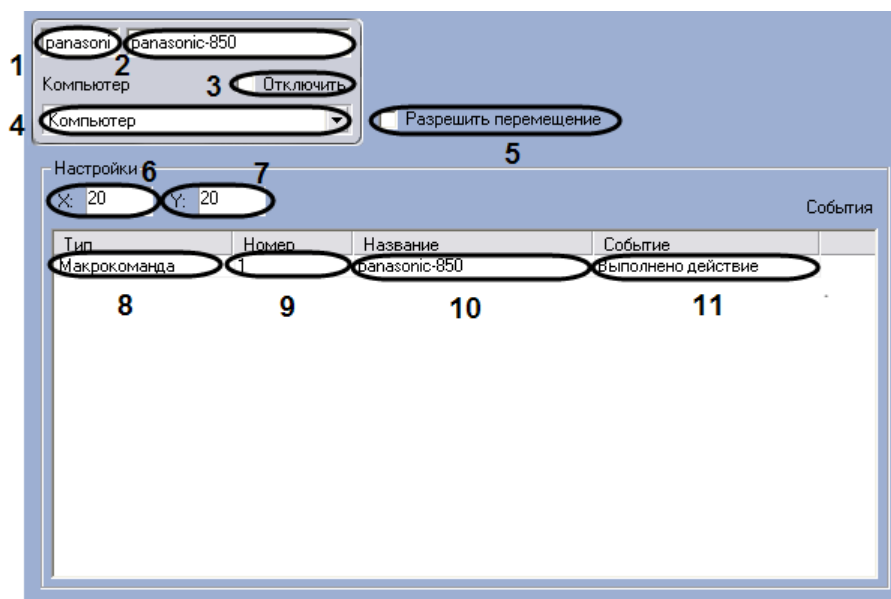 panasoni panasonic-850
1 2
Компьютер 3 Отключить
4 Компьютер Разрешить перемещение
5
Настройки 6 7
X: 20 Y: 20
События
Тип Номер Название Событие
Макрокоманда 1 panasonic-850 Выполнено действие
8 9 10 11